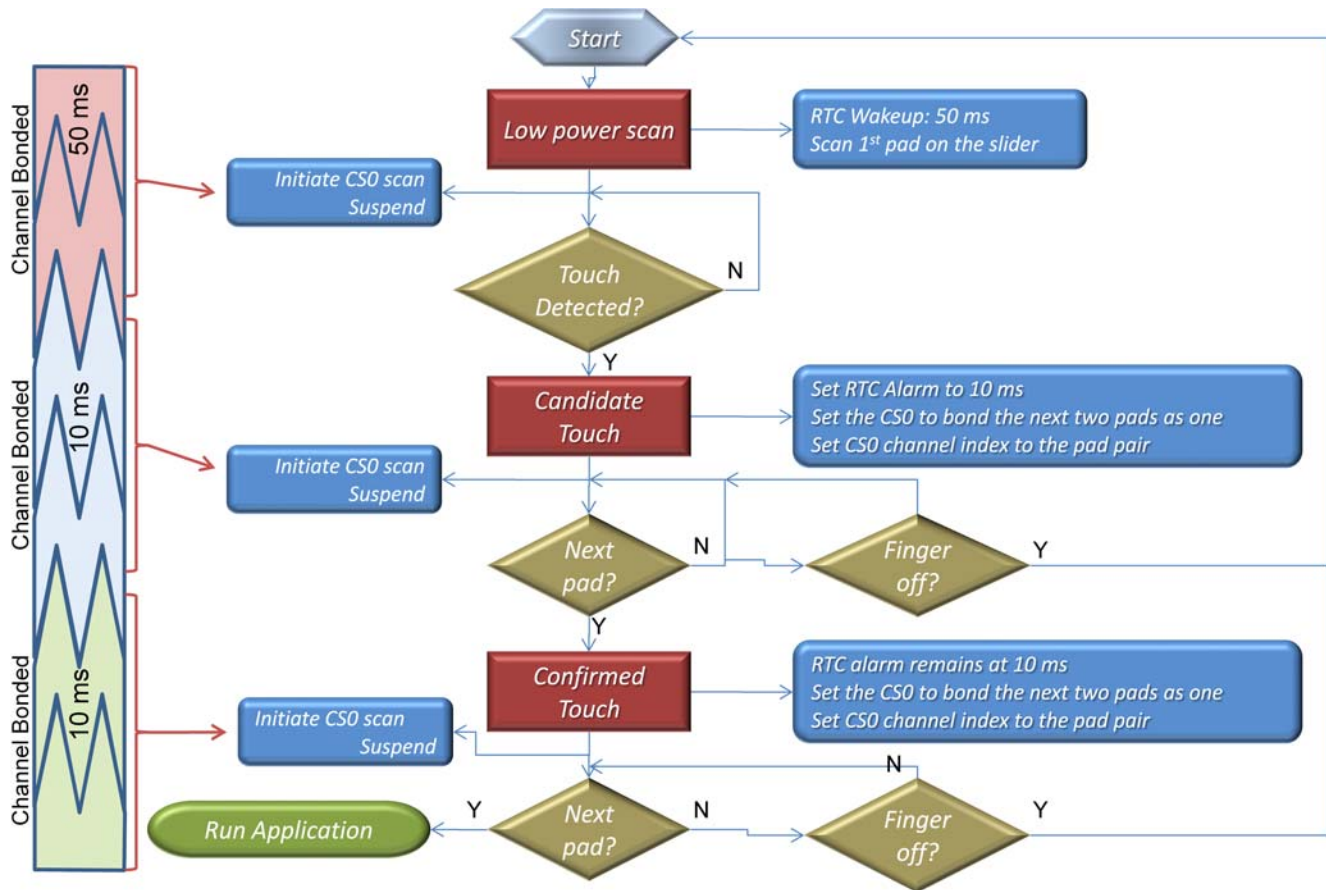 Start
Channel Bonded
50 ms
Low power scan
RTC Wakeup: 50 ms
Scan 1st pad on the slider
Initiate CS0 scan
Suspend
Touch
Detected?
N
Y
Channel Bonded
10 ms
Candidate
Touch
Set RTC Alarm to 10 ms
Set the CS0 to bond the next two pads as one
Set CS0 channel index to the pad pair
Initiate CS0 scan
Suspend
Next
pad?
N
Finger
off?
Y
Y
Channel Bonded
10 ms
Confirmed
Touch
RTC alarm remains at 10 ms
Set the CS0 to bond the next two pads as one
Set CS0 channel index to the pad pair
Initiate CS0 scan
Suspend
N
Run Application
Y
Next
pad?
N
Finger
off?
Y